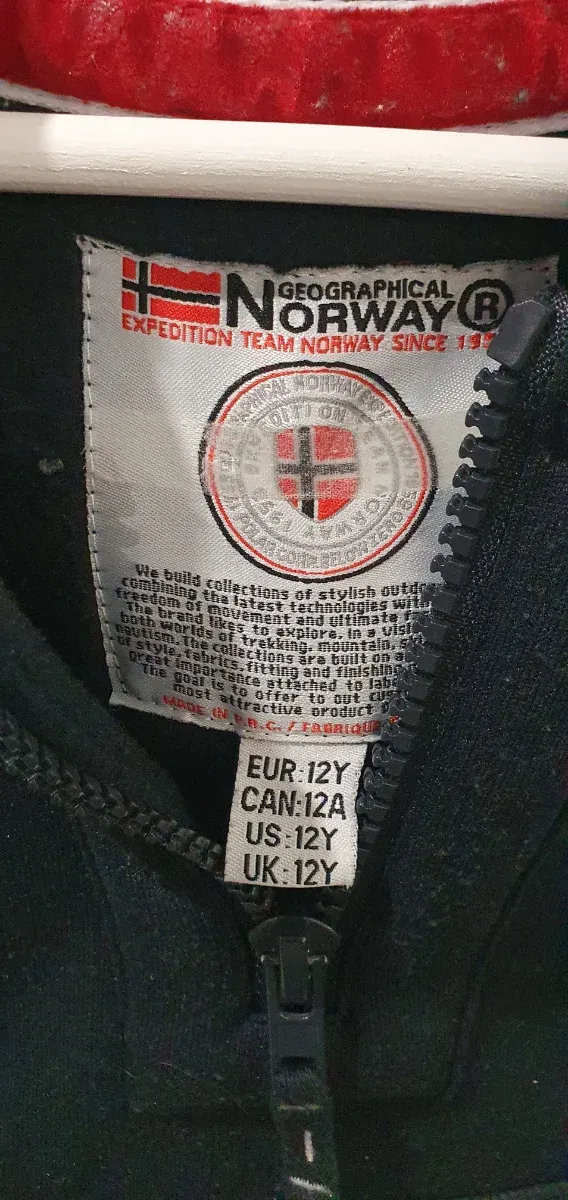 GEOGRAPHICAL
NORWAY®
EXPEDITION TEAM NORWAY SINCE
We build collections of stylish
combining the latest technologies
freedom of movement and ultimate
The brand likes to explore, in a
both worlds of trekking, mountain,
nautism. The collections are built on a
of style, fabrics, fitting and finishing
great importance attached to
The goal is to offer to out
most attractive product
MADE IN P.R.C. /
EUR:12Y
CAN:12A
US:12Y
UK:12Y